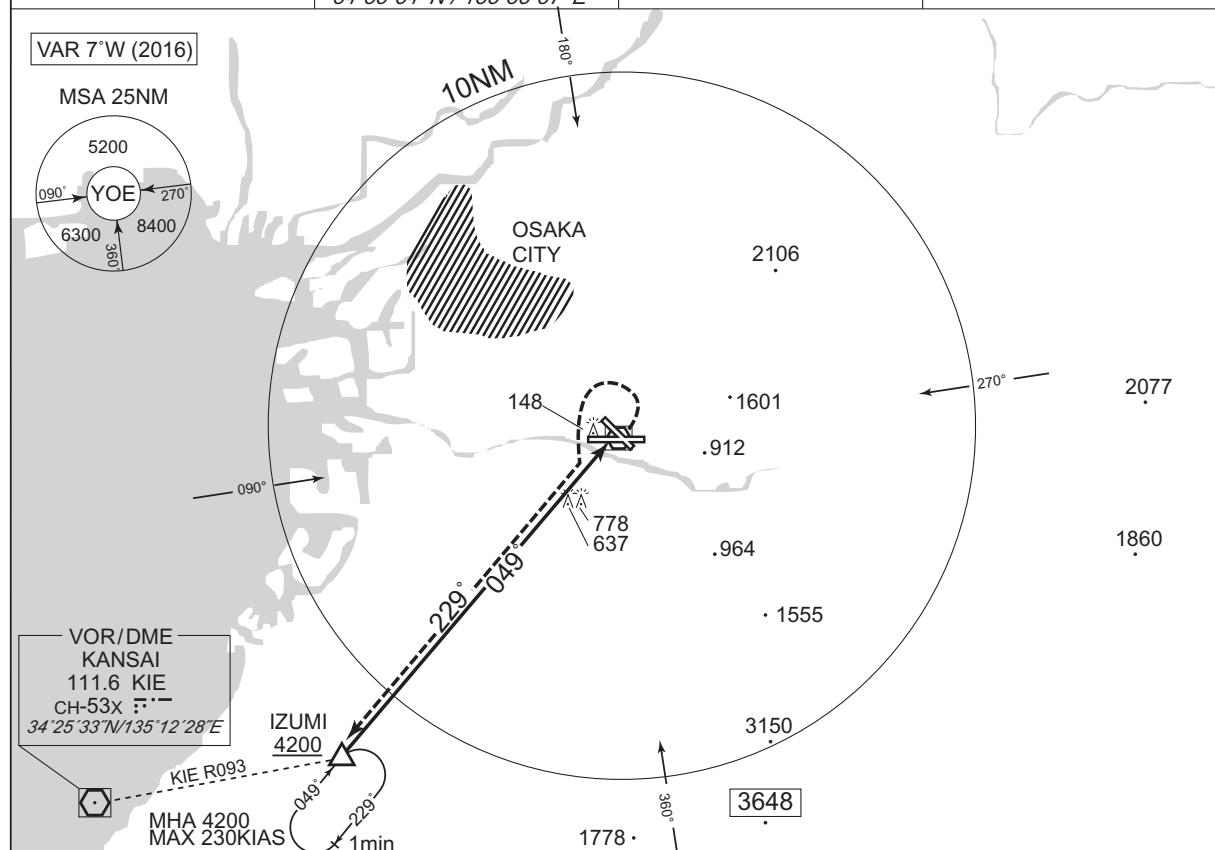 VAR 7°W (2016)
MSA 25NM
5200
090°
YOE
270°
6300
8400
360°
180°
10NM
OSAKA
CITY
2106
270°
2077
148
1601
912
090°
778
637
964
1860
229°
049°
1555
VOR/DME
KANSAI
111.6 KIE
CH-53X
34°25′33″N/135°12′28″E
IZUMI
4200
3150
KIE R093
049°
229°
360°
3648
MHA 4200
MAX 230KIAS
1min
1778